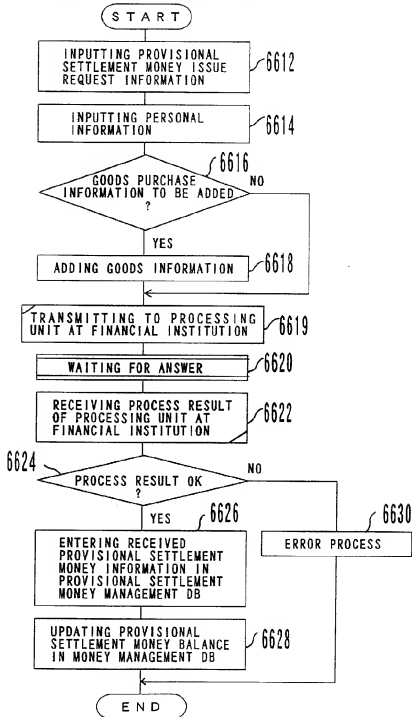 START
INPUTTING PROVISIONAL
SETTLEMENT MONEY ISSUE
REQUEST INFORMATION
6612
INPUTTING PERSONAL
INFORMATION
6614
6616
GOODS PURCHASE
INFORMATION TO BE ADDED
?
NO
YES
ADDING GOODS INFORMATION
6618
TRANSMITTING TO PROCESSING
UNIT AT FINANCIAL INSTITUTION
6619
WAITING FOR ANSWER
6620
RECEIVING PROCESS RESULT
OF PROCESSING UNIT AT
FINANCIAL INSTITUTION
6622
6624
PROCESS RESULT OK
?
NO
YES
6626
ENTERING RECEIVED
PROVISIONAL SETTLEMENT
MONEY INFORMATION IN
PROVISIONAL SETTLEMENT
MONEY MANAGEMENT DB
6630
ERROR PROCESS
UPDATING PROVISIONAL
SETTLEMENT MONEY BALANCE
IN MONEY MANAGEMENT DB
6628
END